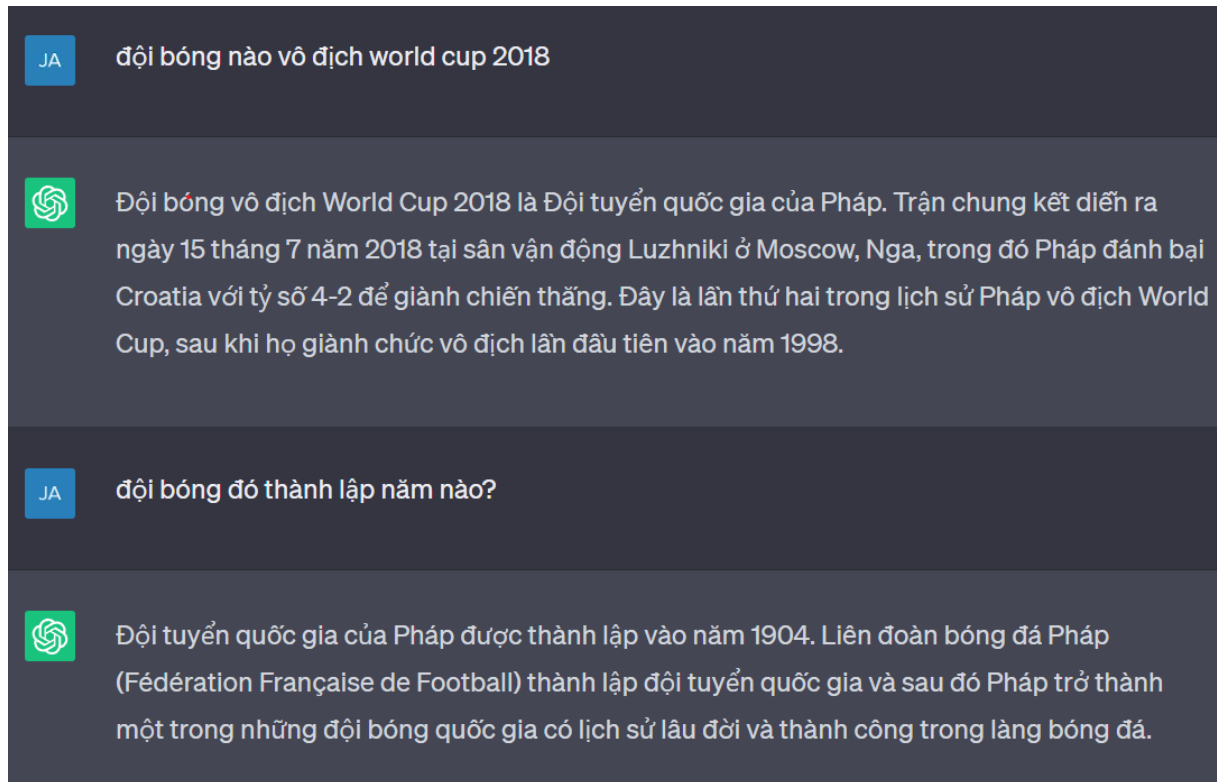 JA
đội bóng nào vô địch world cup 2018
Đội bóng vô địch World Cup 2018 là Đội tuyển quốc gia của Pháp. Trận chung kết diễn ra
ngày 15 tháng 7 năm 2018 tại sân vận động Luzhniki ở Moscow, Nga, trong đó Pháp đánh bại
Croatia với tỷ số 4-2 để giành chiến thắng. Đây là lần thứ hai trong lịch sử Pháp vô địch World
Cup, sau khi họ giành chức vô địch lần đầu tiên vào năm 1998.
JA
đội bóng đó thành lập năm nào?
Đội tuyển quốc gia của Pháp được thành lập vào năm 1904. Liên đoàn bóng đá Pháp
(Fédération Française de Football) thành lập đội tuyển quốc gia và sau đó Pháp trở thành
một trong những đội bóng quốc gia có lịch sử lâu đời và thành công trong làng bóng đá.